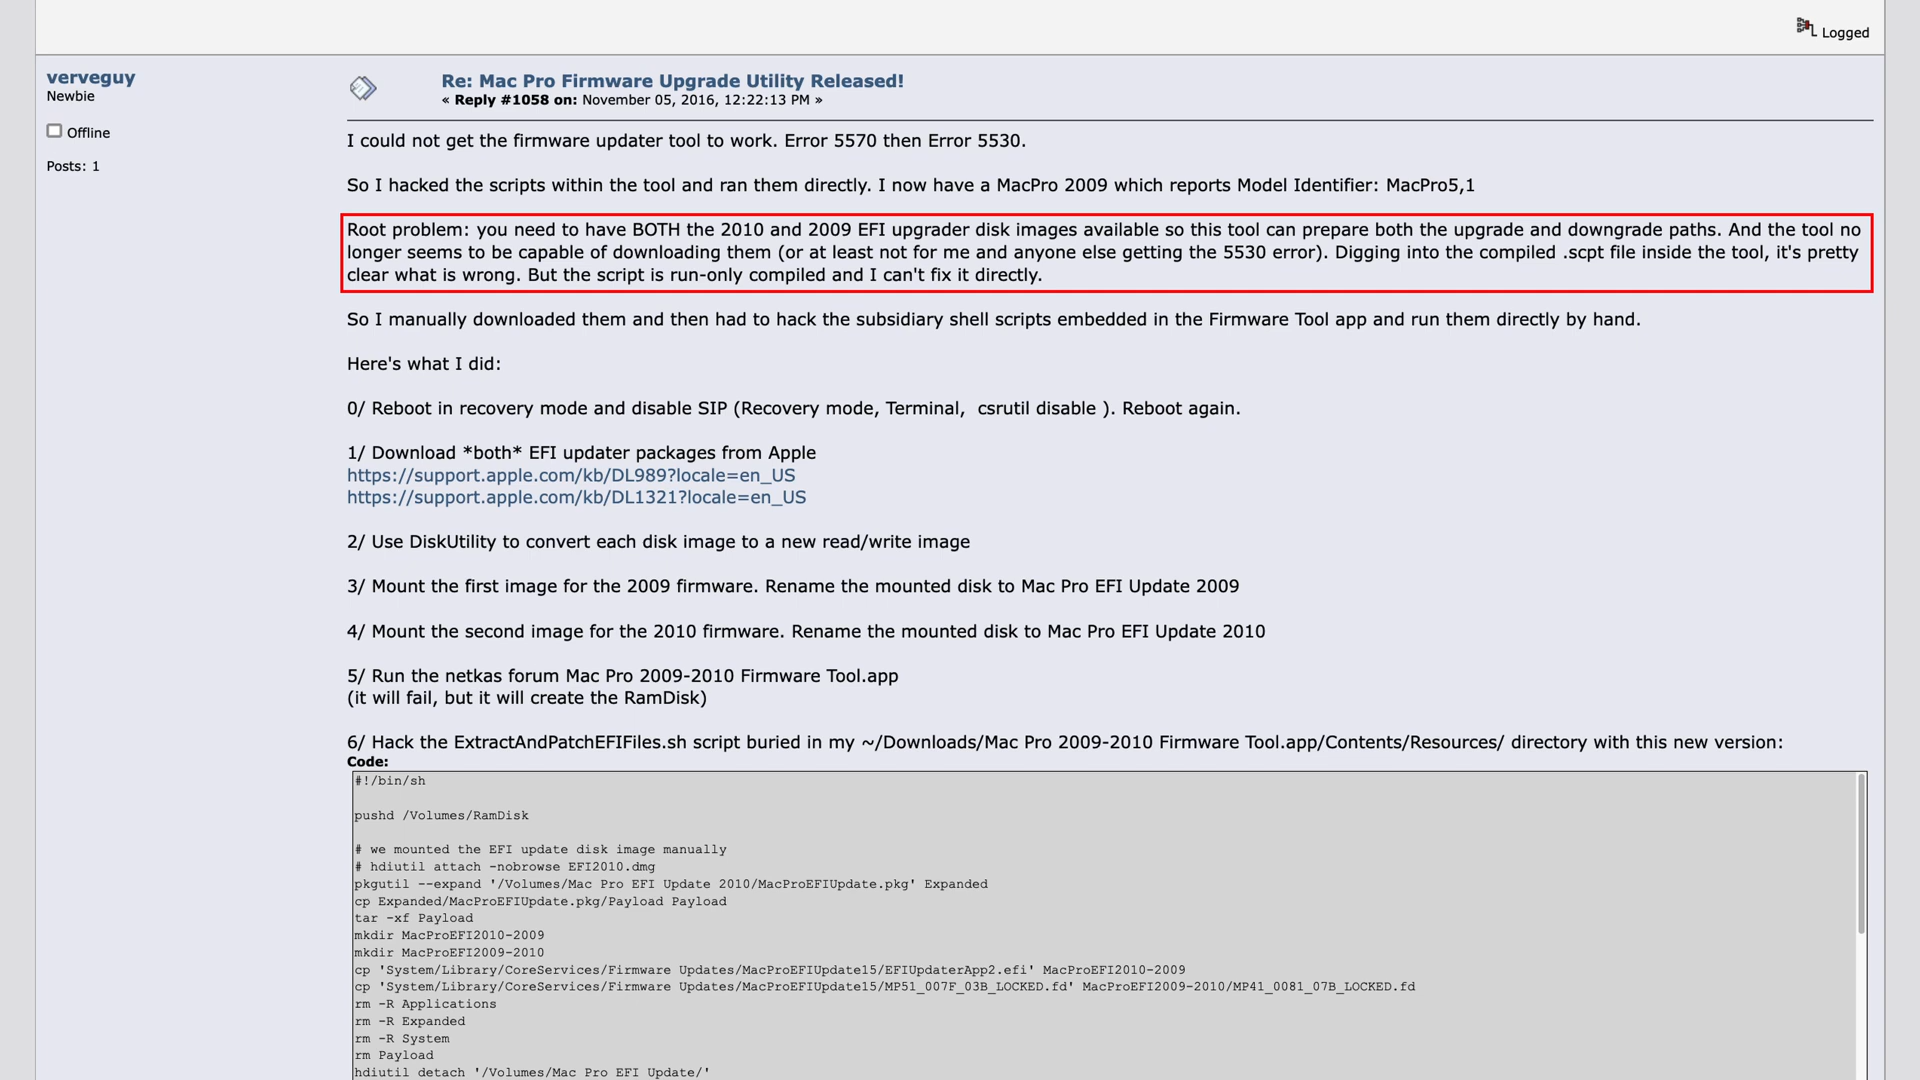 Logged
verveguy
Newbie
Offline
Posts: 1
Re: Mac Pro Firmware Upgrade Utility Released!
« Reply #1058 on: November 05, 2016, 12:22:13 PM »
I could not get the firmware updater tool to work. Error 5570 then Error 5530.
So I hacked the scripts within the tool and ran them directly. I now have a MacPro 2009 which reports Model Identifier: MacPro5,1
Root problem: you need to have BOTH the 2010 and 2009 EFI upgrader disk images available so this tool can prepare both the upgrade and downgrade paths. And the tool no
longer seems to be capable of downloading them (or at least not for me and anyone else getting the 5530 error). Digging into the compiled .scpt file inside the tool, it's pretty
clear what is wrong. But the script is run-only compiled and I can't fix it directly.
So I manually downloaded them and then had to hack the subsidiary shell scripts embedded in the Firmware Tool app and run them directly by hand.
Here's what I did:
0/ Reboot in recovery mode and disable SIP (Recovery mode, Terminal,  csrutil disable ). Reboot again.
1/ Download *both* EFI updater packages from Apple
https://support.apple.com/kb/DL989?locale=en_US
https://support.apple.com/kb/DL1321?locale=en_US
2/ Use DiskUtility to convert each disk image to a new read/write image
3/ Mount the first image for the 2009 firmware. Rename the mounted disk to Mac Pro EFI Update 2009
4/ Mount the second image for the 2010 firmware. Rename the mounted disk to Mac Pro EFI Update 2010
5/ Run the netkas forum Mac Pro 2009-2010 Firmware Tool.app
(it will fail, but it will create the RamDisk)
6/ Hack the ExtractAndPatchEFIFiles.sh script buried in my ~/Downloads/Mac Pro 2009-2010 Firmware Tool.app/Contents/Resources/ directory with this new version:
Code:
#!/bin/sh
pushd /Volumes/RamDisk
# we mounted the EFI update disk image manually
# hdiutil attach -nobrowse EFI2010.dmg
pkgutil --expand '/Volumes/Mac Pro EFI Update 2010/MacProEFIUpdate.pkg' Expanded
cp Expanded/MacProEFIUpdate.pkg/Payload Payload
tar -xf Payload
mkdir MacProEFI2010-2009
mkdir MacProEFI2009-2010
cp 'System/Library/CoreServices/Firmware Updates/MacProEFIUpdate15/EFIUpdaterApp2.efi' MacProEFI2010-2009
cp 'System/Library/CoreServices/Firmware Updates/MacProEFIUpdate15/MP51_007F_03B_LOCKED.fd' MacProEFI2009-2010/MP41_0081_07B_LOCKED.fd
rm -R Applications
rm -R Expanded
rm -R System
rm Payload
hdiutil detach '/Volumes/Mac Pro EFI Update/'